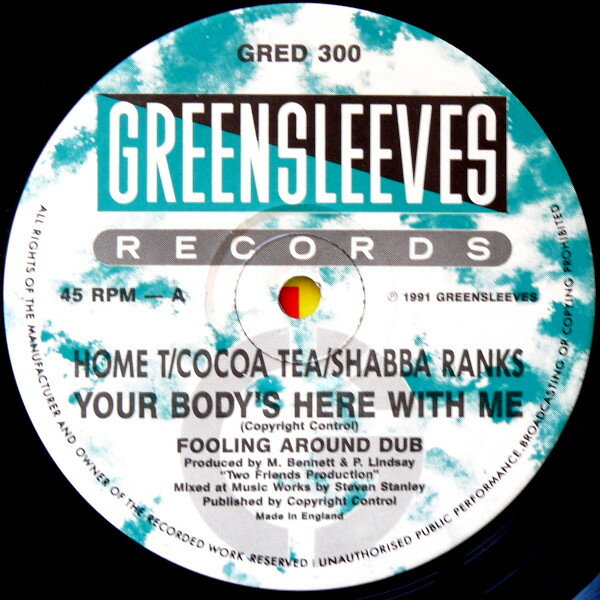 GRED 300
GREENSLEEVES
RECORDS
45 RPM — A
℗ 1991 GREENSLEEVES
HOME T/COCOA TEA/SHABBA RANKS
YOUR BODY'S HERE WITH ME
(Copyright Control)
FOOLING AROUND DUB
Produced by M. Bennett & P. Lindsay
"Two Friends Production"
Mixed at Music Works by Steven Stanley
Published by Copyright Control
Made in England
ALL RIGHTS OF THE MANUFACTURER AND OWNER OF THE RECORDED WORK RESERVED : UNAUTHORISED PUBLIC PERFORMANCE.BROADCASTING OR COPYING PROHIBITED